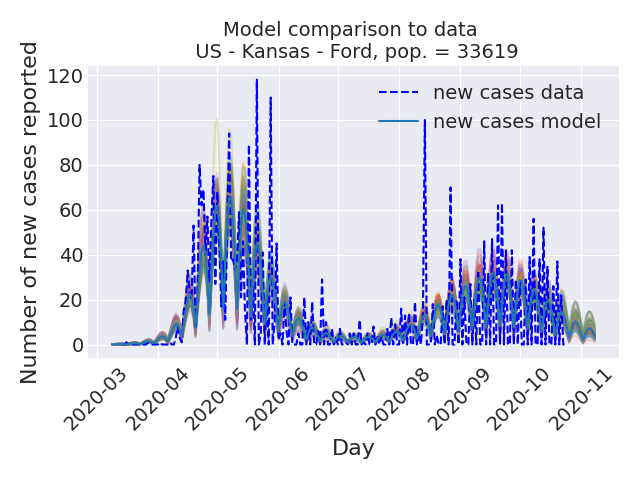 Model comparison to data
US - Kansas - Ford, pop. = 33619
Number of new cases reported
120
100
80
60
40
20
0
new cases data
new cases model
2020-03
2020-04
2020-05
2020-06
2020-07
2020-08
2020-09
2020-10
2020-11
Day